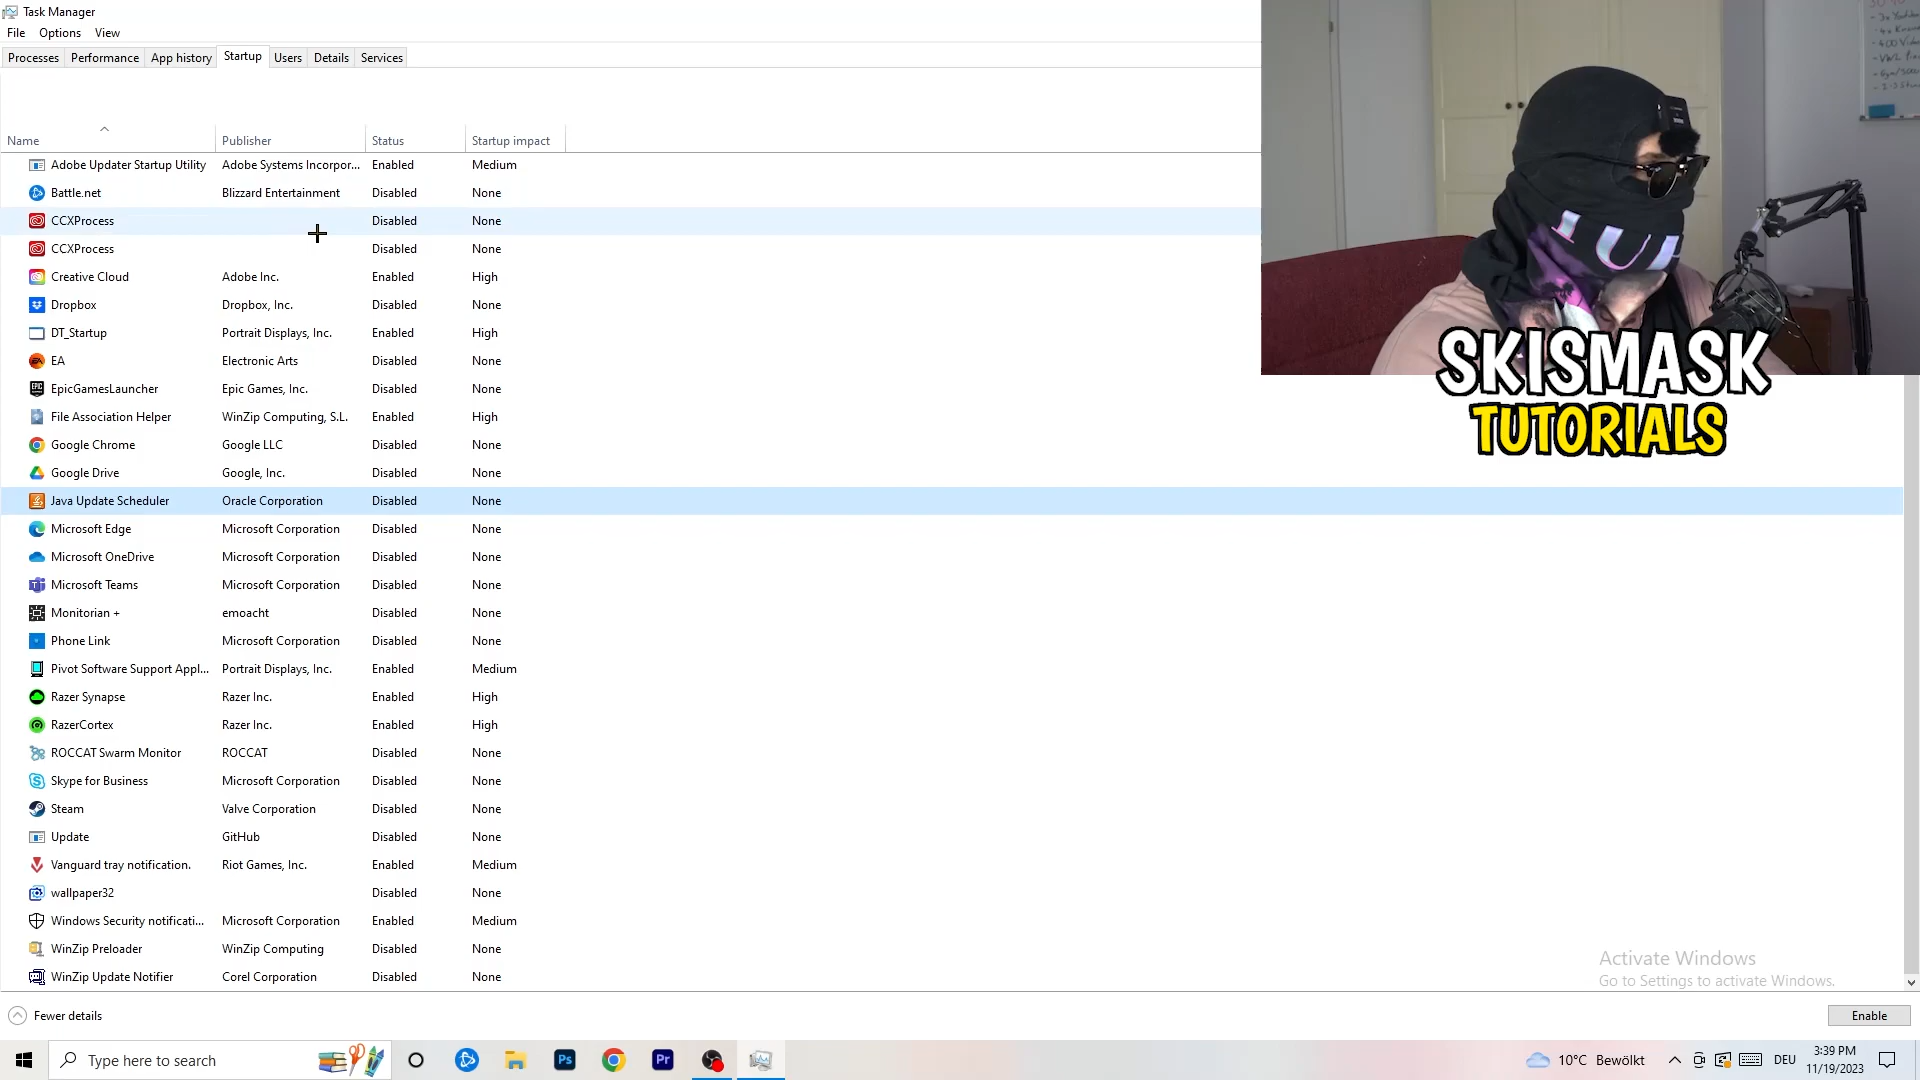 Task Manager
File Options View
Processes Performance App history Startup Users Details Services
Name Publisher Status Startup impact
Adobe Updater Startup Utility Adobe Systems Incorpor... Enabled Medium
Battle.net Blizzard Entertainment Disabled None
CCXProcess Disabled None
CCXProcess Disabled None
Creative Cloud Adobe Inc. Enabled High
Dropbox Dropbox, Inc. Disabled None
DT_Startup Portrait Displays, Inc. Enabled High
EA Electronic Arts Disabled None
EpicGamesLauncher Epic Games, Inc. Disabled None
File Association Helper WinZip Computing, S.L. Enabled High
Google Chrome Google LLC Disabled None
Google Drive Google, Inc. Disabled None
Java Update Scheduler Oracle Corporation Disabled None
Microsoft Edge Microsoft Corporation Disabled None
Microsoft OneDrive Microsoft Corporation Disabled None
Microsoft Teams Microsoft Corporation Disabled None
Monitorian + emoacht Disabled None
Phone Link Microsoft Corporation Disabled None
Pivot Software Support Appl... Portrait Displays, Inc. Enabled Medium
Razer Synapse Razer Inc. Enabled High
RazerCortex Razer Inc. Enabled High
ROCCAT Swarm Monitor ROCCAT Disabled None
Skype for Business Microsoft Corporation Disabled None
Steam Valve Corporation Disabled None
Update GitHub Disabled None
Vanguard tray notification. Riot Games, Inc. Enabled Medium
wallpaper32 Disabled None
Windows Security notificati... Microsoft Corporation Enabled Medium
WinZip Preloader WinZip Computing Disabled None
WinZip Update Notifier Corel Corporation Disabled None
SKISMASK
TUTORIALS
Activate Windows
Go to Settings to activate Windows.
Fewer details
Enable
Type here to search
Ps
Pr
10°C Bewölkt
DEU
3:39 PM
11/19/2023